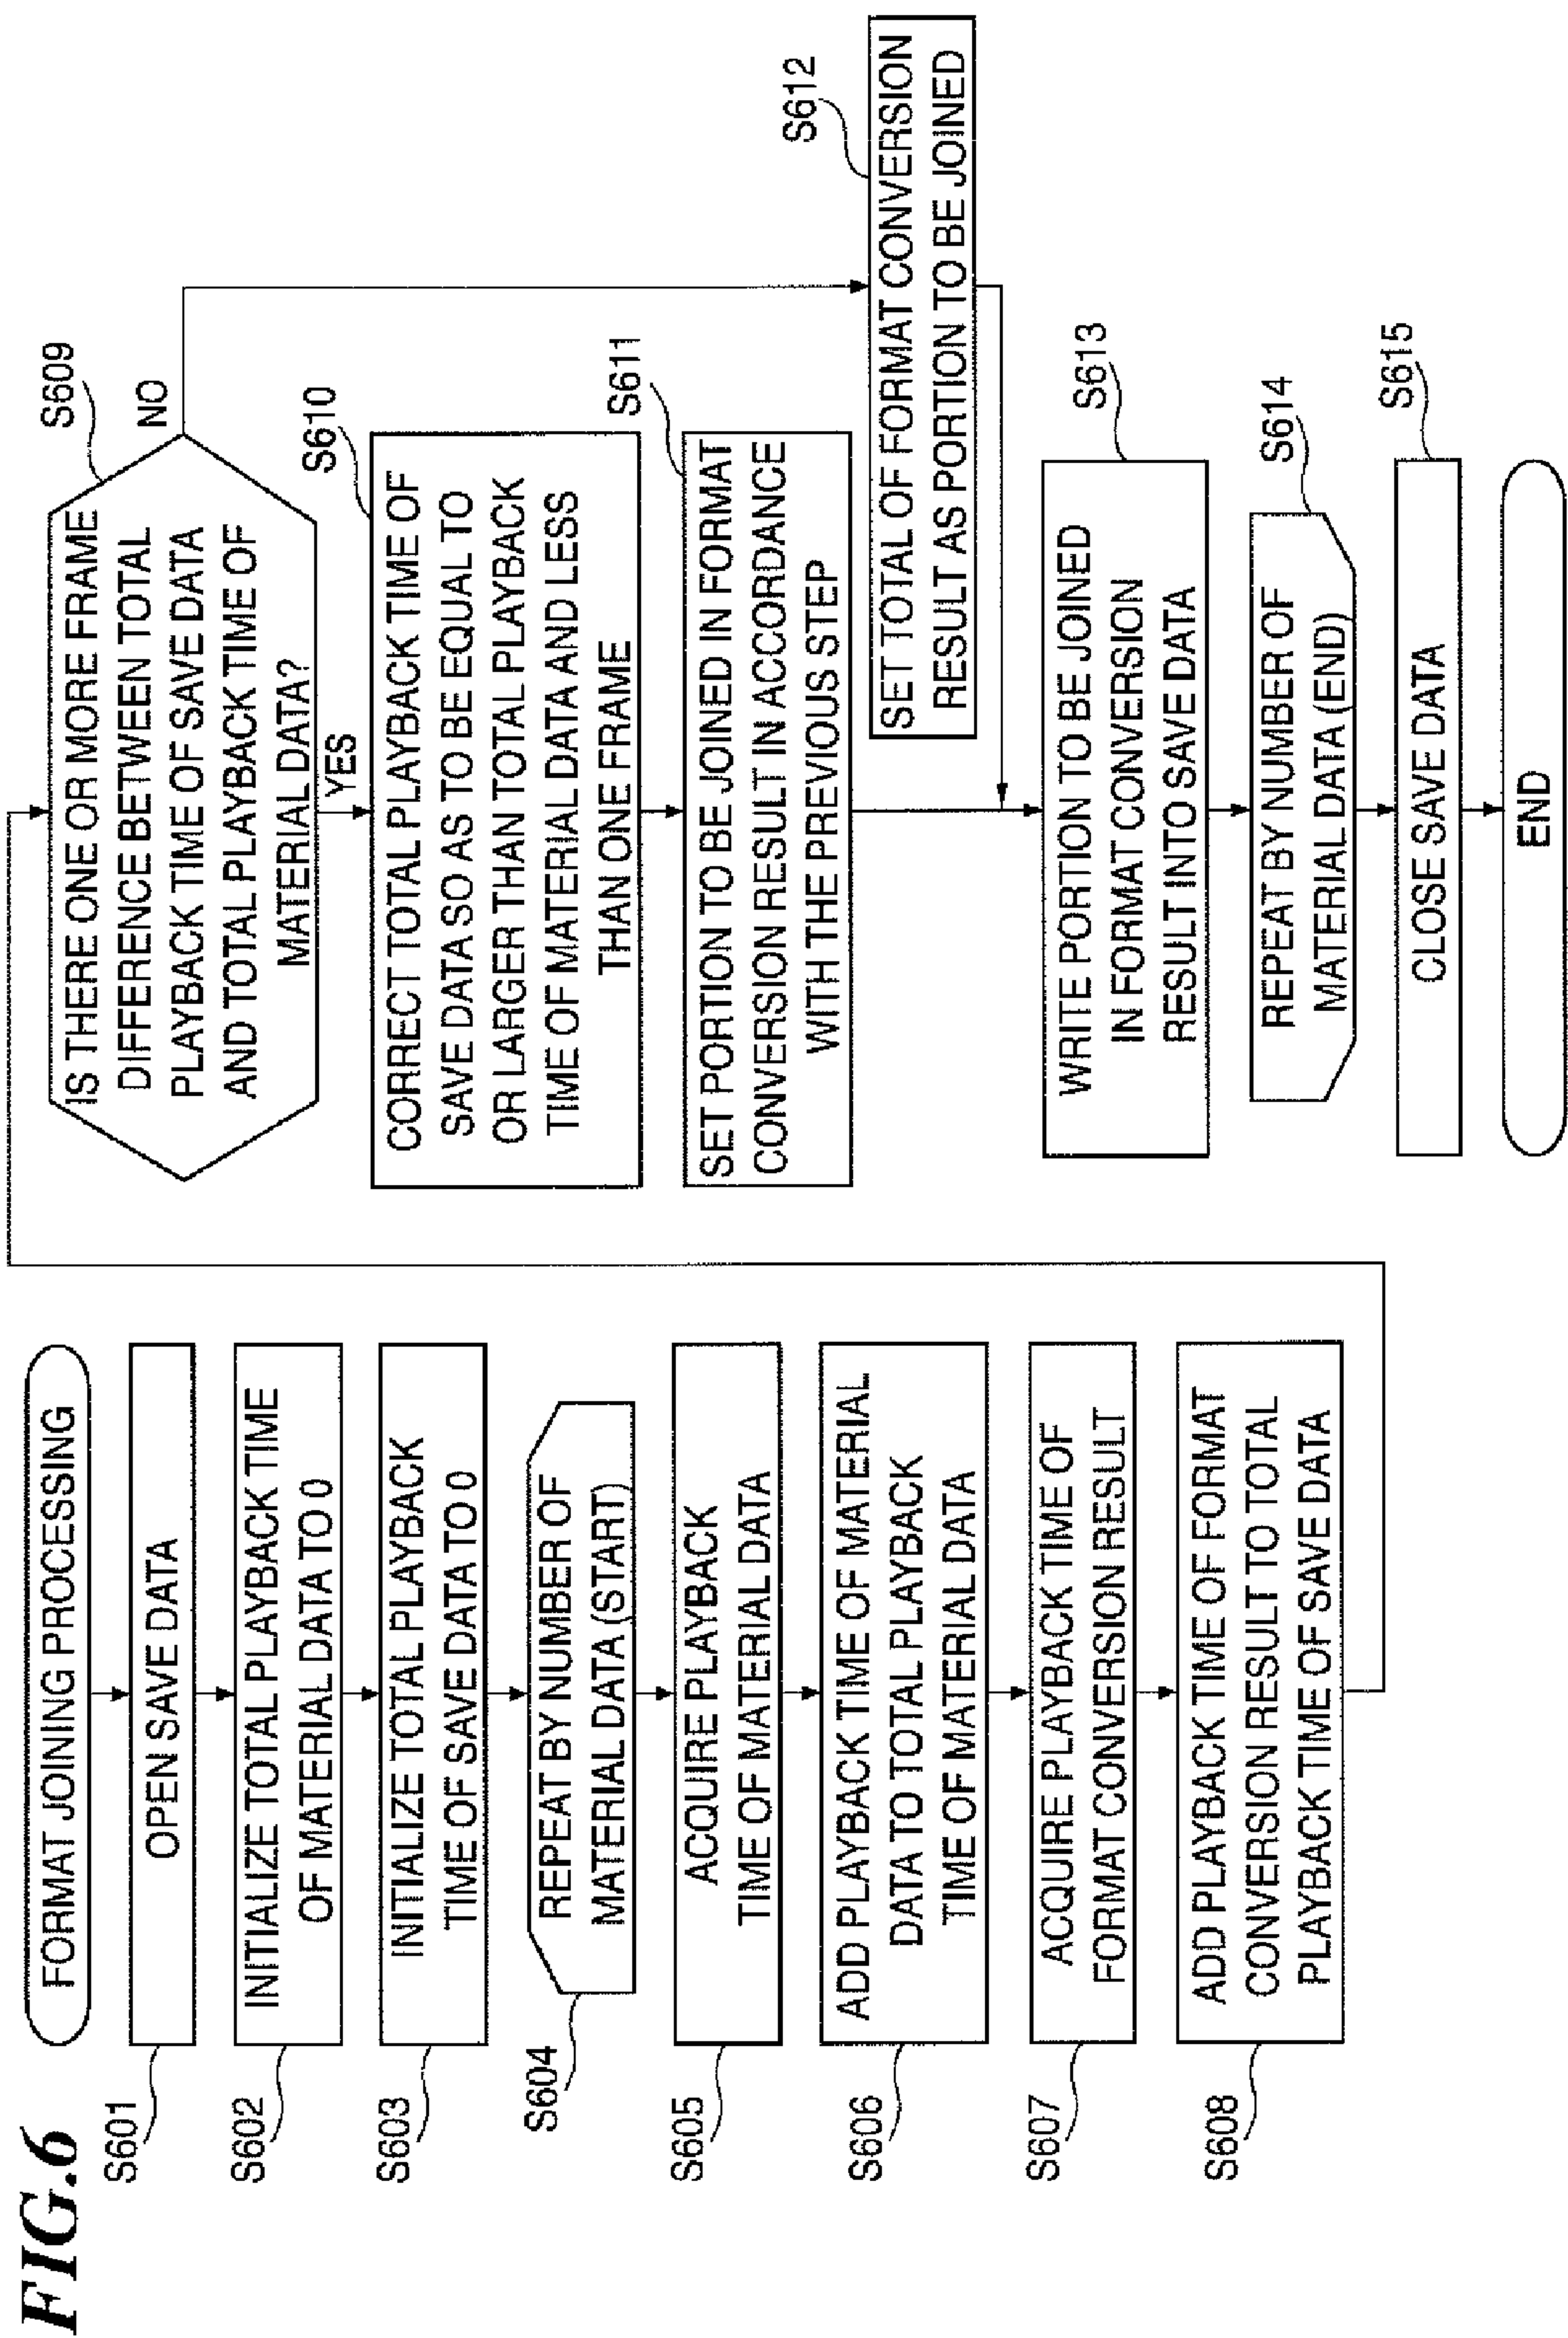 FIG.6
FORMAT JOINING PROCESSING
S601
OPEN SAVE DATA
S602
INITIALIZE TOTAL PLAYBACK TIME
OF MATERIAL DATA TO 0
S603
INITIALIZE TOTAL PLAYBACK
TIME OF SAVE DATA TO 0
S604
REPEAT BY NUMBER OF
MATERIAL DATA (START)
S605
ACQUIRE PLAYBACK
TIME OF MATERIAL DATA
S606
ADD PLAYBACK TIME OF MATERIAL
DATA TO TOTAL PLAYBACK
TIME OF MATERIAL DATA
S607
ACQUIRE PLAYBACK TIME OF
FORMAT CONVERSION RESULT
S608
ADD PLAYBACK TIME OF FORMAT
CONVERSION RESULT TO TOTAL
PLAYBACK TIME OF SAVE DATA
S609
IS THERE ONE OR MORE FRAME
DIFFERENCE BETWEEN TOTAL
PLAYBACK TIME OF SAVE DATA
AND TOTAL PLAYBACK TIME OF
MATERIAL DATA?
NO
YES
S610
CORRECT TOTAL PLAYBACK TIME OF
SAVE DATA SO AS TO BE EQUAL TO
OR LARGER THAN TOTAL PLAYBACK
TIME OF MATERIAL DATA AND LESS
THAN ONE FRAME
S611
SET PORTION TO BE JOINED IN FORMAT
CONVERSION RESULT IN ACCORDANCE
WITH THE PREVIOUS STEP
S612
SET TOTAL OF FORMAT CONVERSION
RESULT AS PORTION TO BE JOINED
S613
WRITE PORTION TO BE JOINED
IN FORMAT CONVERSION
RESULT INTO SAVE DATA
S614
REPEAT BY NUMBER OF
MATERIAL DATA (END)
S615
CLOSE SAVE DATA
END